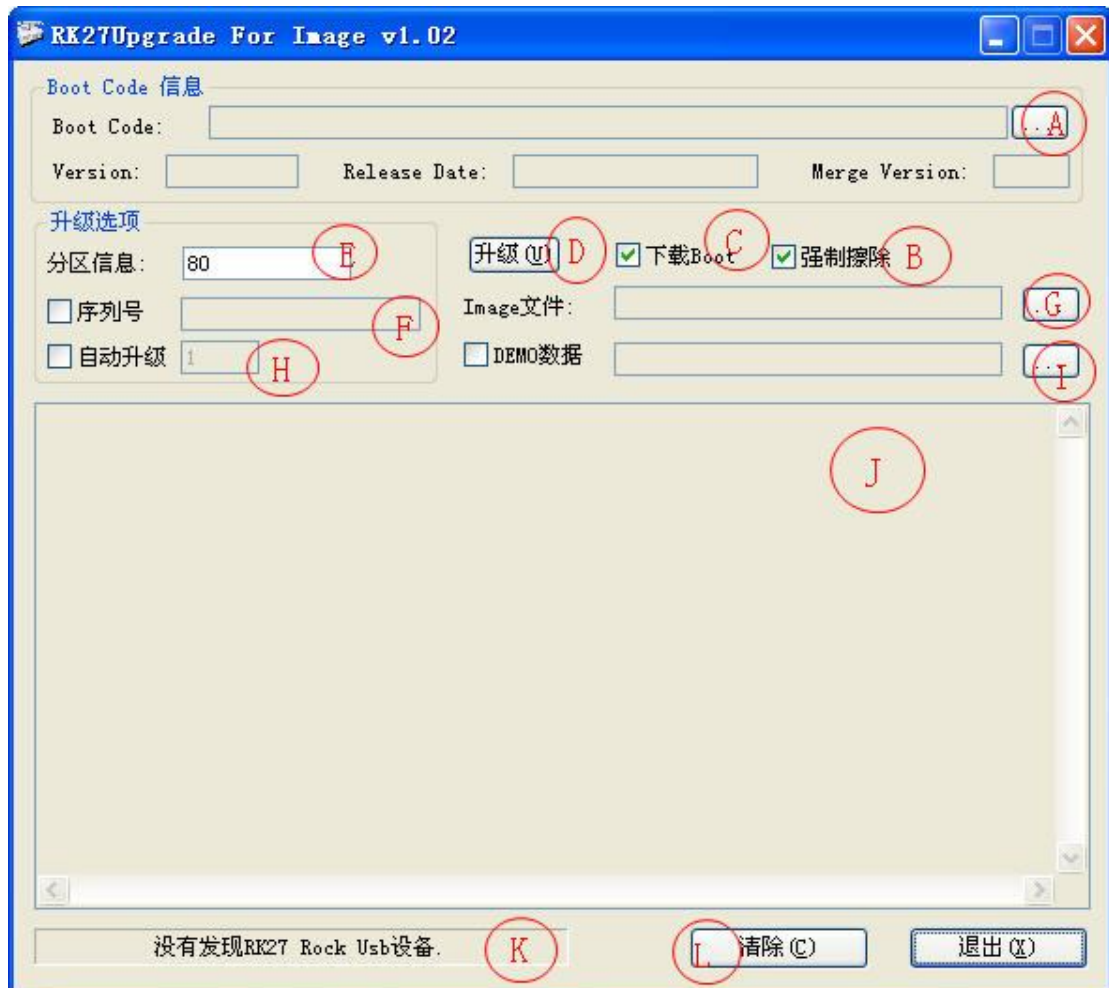 RK27Upgrade For Image v1.02
Boot Code 信息
Boot Code: ...A
Version: Release Date: Merge Version:
升级选项
分区信息: 80 E
升级(U) D 下载Boot C 强制擦除 B
序列号 F
Image文件: .G
自动升级 1 H
DEMO数据 ...I
J
没有发现RK27 Rock Usb设备. K L 清除(C) 退出(X)